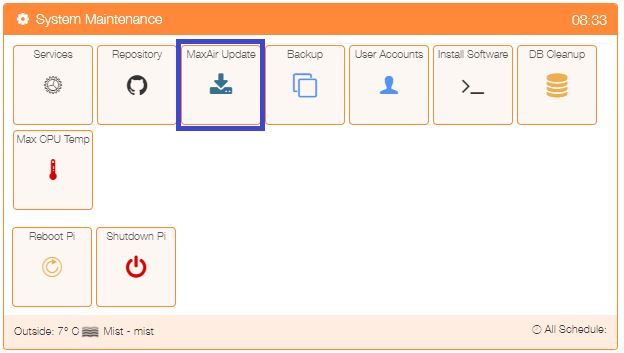 System Maintenance 08:33
Services Repository MaxAir Update Backup User Accounts Install Software DB Cleanup
Max CPU Temp
Reboot Pi Shutdown Pi
Outside: 7° C Mist - mist All Schedule: